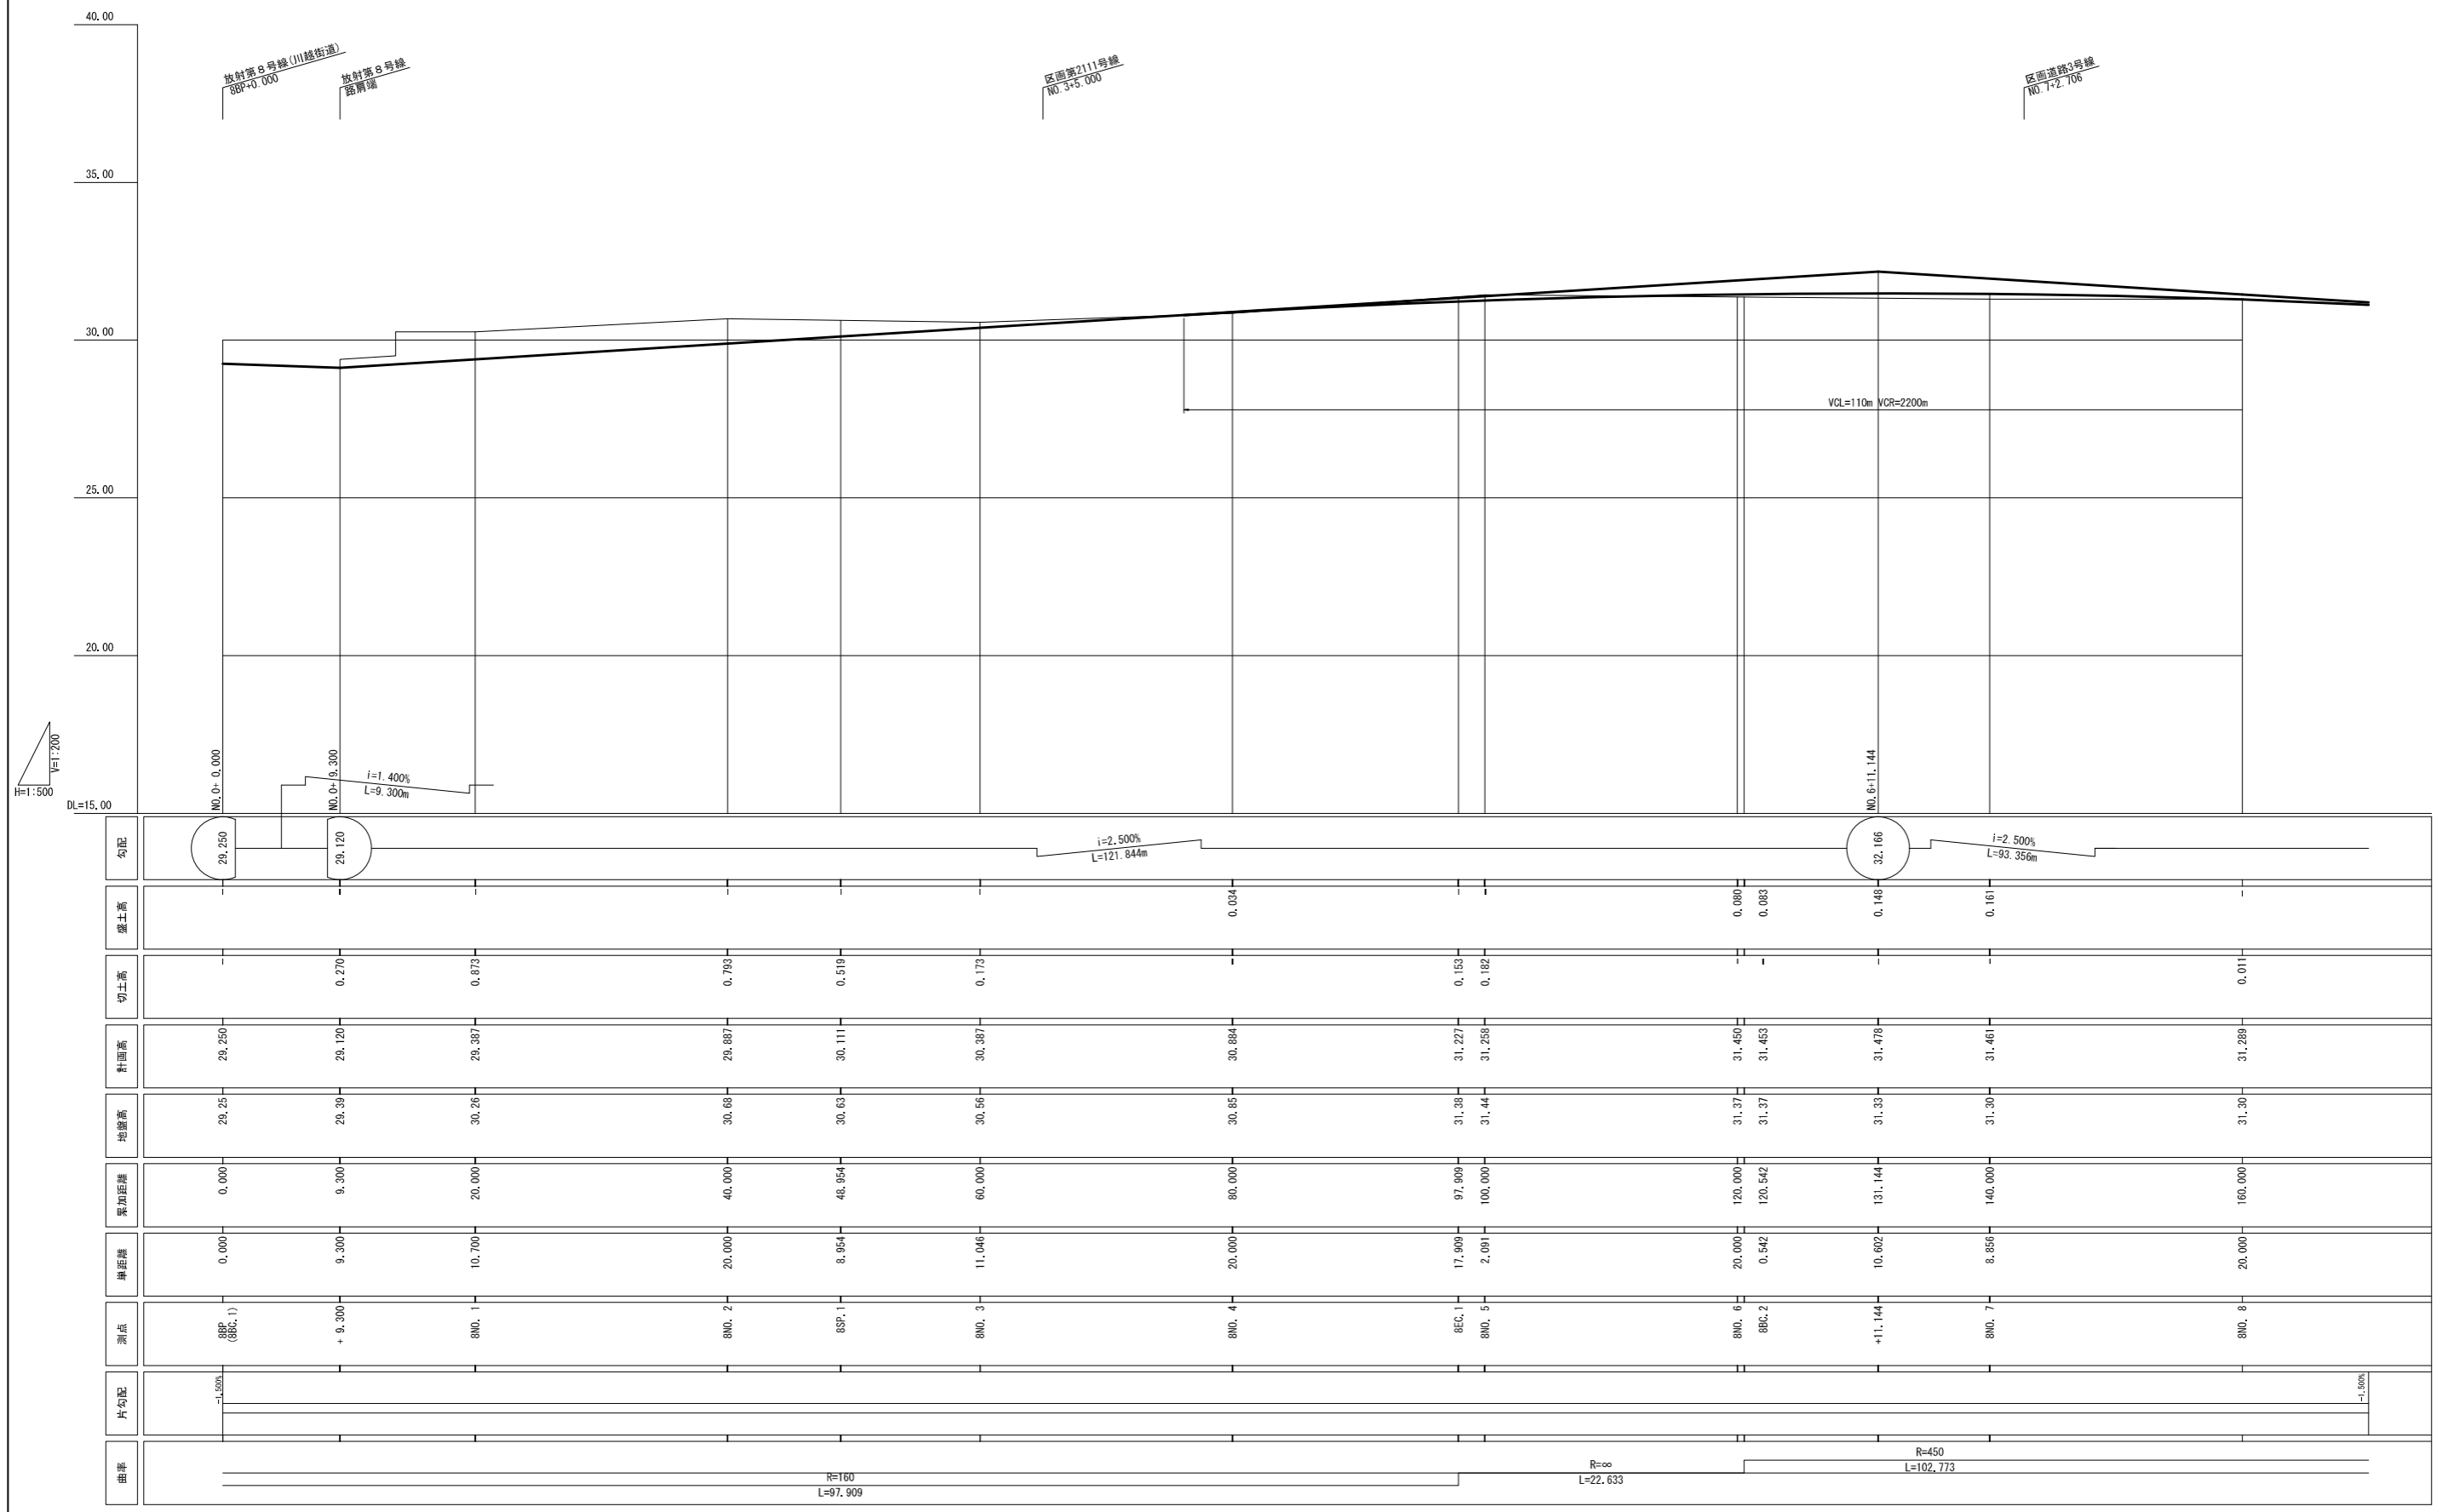 40.00
放射第８号線(川越街道)
8BP+0.000
放射第８号線
路肩端
区画第2111号線
NO.3+5.000
区画道路3号線
NO.7+2.706
35.00
30.00
25.00
20.00
VCL=110m VCR=2200m
V=1:200
H=1:500
DL=15.00
NO.0+ 0.000
NO.0+ 9.300
NO.6+11.144
i=1.400%
L=9.300m
勾配
29.250
29.120
i=2.500%
L=121.844m
32.166
i=2.500%
L=93.356m
盛土高
- - - - - - 0.034 - - 0.080 0.083 0.148 0.161 -
切土高
- 0.270 0.873 0.793 0.519 0.173 - 0.153 0.182 - - - - 0.011
計画高
29.250 29.120 29.387 29.887 30.111 30.387 30.884 31.227 31.258 31.450 31.453 31.478 31.461 31.289
地盤高
29.25 29.39 30.26 30.68 30.63 30.56 30.85 31.38 31.44 31.37 31.37 31.33 31.30 31.30
累加距離
0.000 9.300 20.000 40.000 48.954 60.000 80.000 97.909 100.000 120.000 120.542 131.144 140.000 160.000
単距離
0.000 9.300 10.700 20.000 8.954 11.046 20.000 17.909 2.091 20.000 0.542 10.602 8.856 20.000
測点
8BP
(8BC.1)
+ 9.300
8NO. 1
8NO. 2
8SP.1
8NO. 3
8NO. 4
8EC.1
8NO. 5
8NO. 6
8BC.2
+11.144
8NO. 7
8NO. 8
片勾配
-1.500%
-1.500%
曲率
R=160
L=97.909
R=∞
L=22.633
R=450
L=102.773